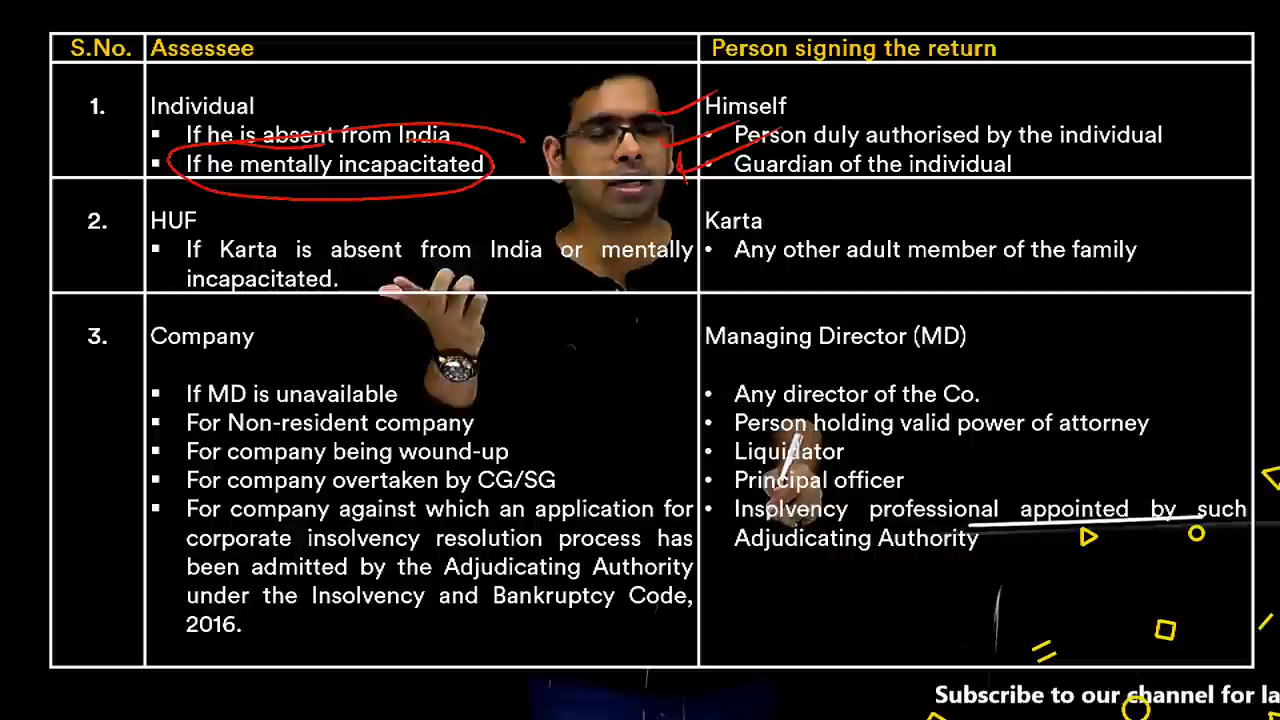 S.No. Assessee Person signing the return
1. Individual Himself
▪ If he is absent from India • Person duly authorised by the individual
▪ If he mentally incapacitated • Guardian of the individual
2. HUF Karta
▪ If Karta is absent from India or mentally • Any other adult member of the family
incapacitated.
3. Company Managing Director (MD)
▪ If MD is unavailable • Any director of the Co.
▪ For Non-resident company • Person holding valid power of attorney
▪ For company being wound-up • Liquidator
▪ For company overtaken by CG/SG • Principal officer
▪ For company against which an application for • Insolvency professional appointed by such
corporate insolvency resolution process has Adjudicating Authority
been admitted by the Adjudicating Authority
under the Insolvency and Bankruptcy Code,
2016.
Subscribe to our channel for la